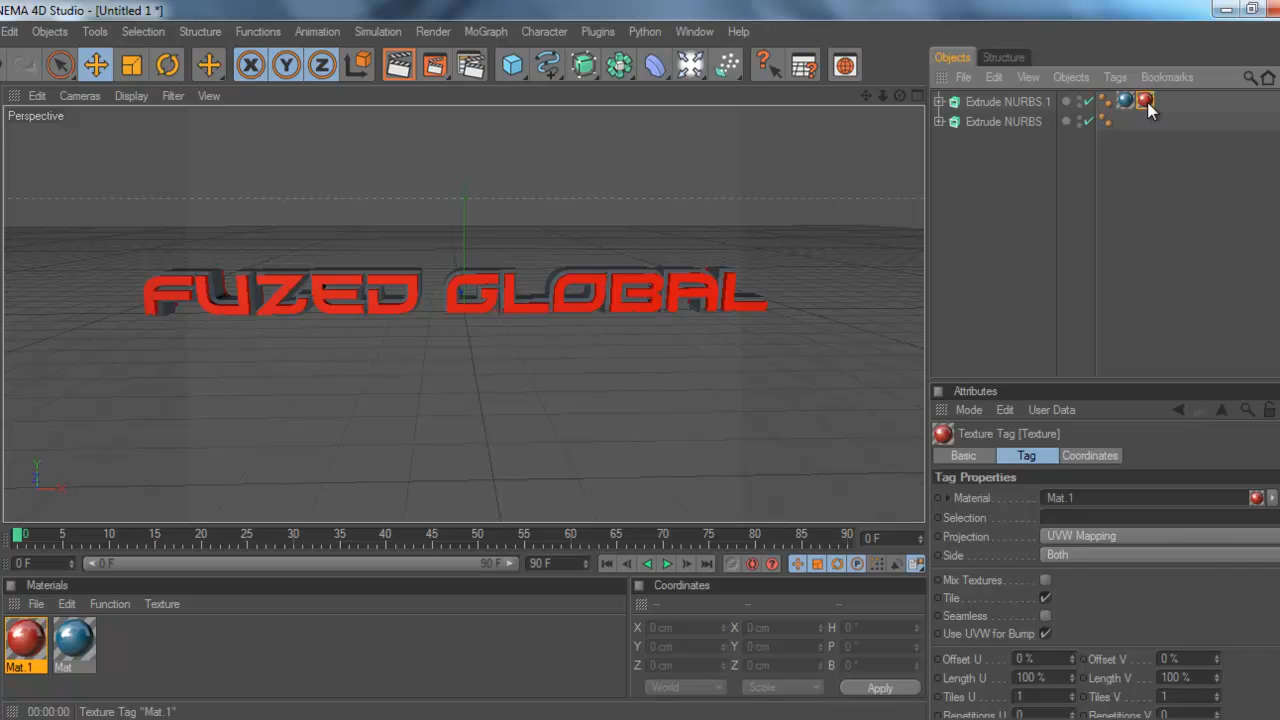 NEMA 4D Studio - [Untitled 1 *]
Edit Objects Tools Selection Structure Functions Animation Simulation Render MoGraph Character Plugins Python Window Help
X Y Z
Edit Cameras Display Filter View
Perspective
FUZED GLOBAL
Y
Z
X
0 5 10 15 20 25 30 35 40 45 50 55 60 65 70 75 80 85 90 0 F
0 F 0 F 90 F 90 F
Materials
File Edit Function Texture
Mat.1 Mat
Coordinates
-- -- --
X 0 cm X 0 cm H 0 °
Y 0 cm Y 0 cm P 0 °
Z 0 cm Z 0 cm B 0 °
World Scale Apply
00:00:00 Texture Tag "Mat.1"
Objects Structure
File Edit View Objects Tags Bookmarks
Extrude NURBS 1
Extrude NURBS
Attributes
Mode Edit User Data
Texture Tag [Texture]
Basic Tag Coordinates
Tag Properties
Material Mat.1
Selection
Projection UVW Mapping
Side Both
Mix Textures
Tile
Seamless
Use UVW for Bump
Offset U 0 % Offset V 0 %
Length U 100 % Length V 100 %
Tiles U 1 Tiles V 1
Repetitions U 0 Repetitions V 0